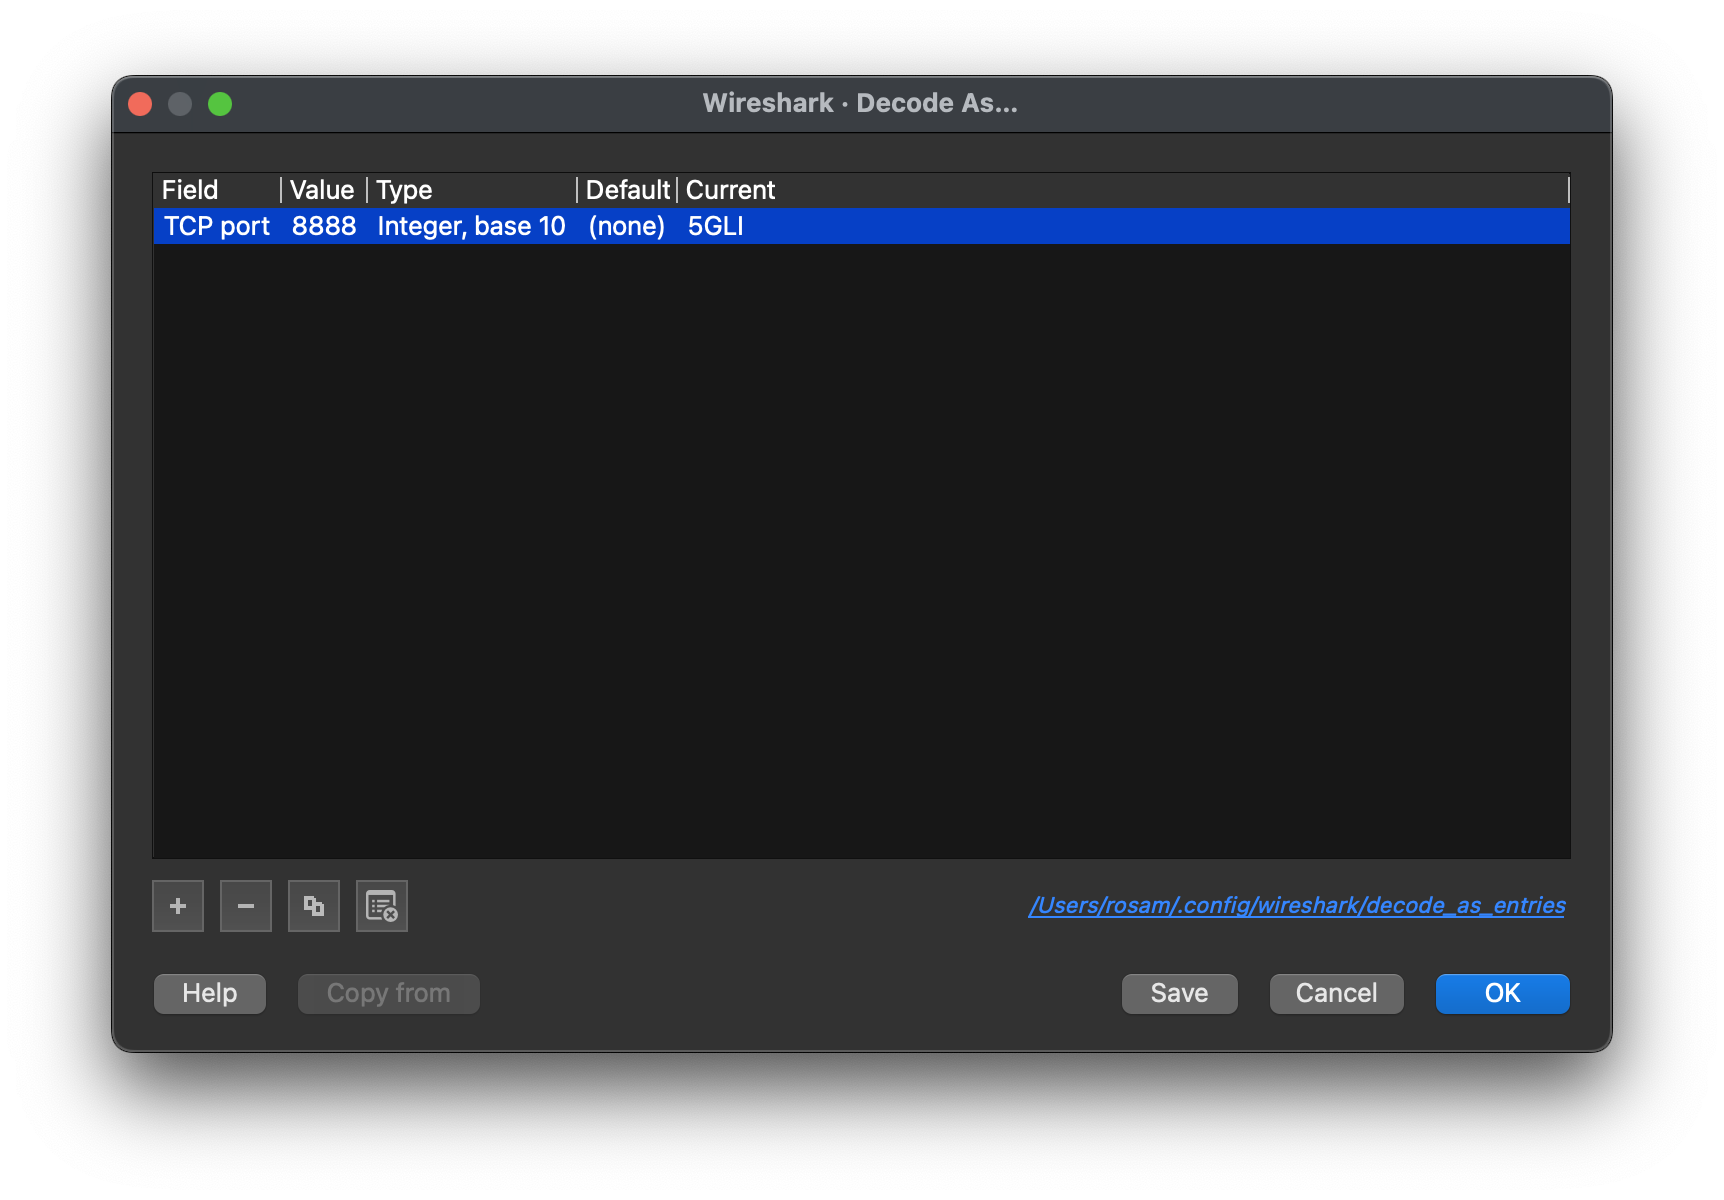 Wireshark · Decode As...
Field Value Type Default Current
TCP port 8888 Integer, base 10 (none) 5GLI
/Users/rosam/.config/wireshark/decode_as_entries
Help Copy from Save Cancel OK